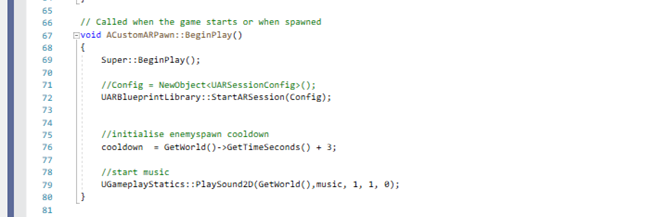 65
66 // Called when the game starts or when spawned
67 void ACustomARPawn::BeginPlay()
68 {
69 Super::BeginPlay();
70
71 //Config = NewObject<UARSessionConfig>();
72 UARBlueprintLibrary::StartARSession(Config);
73
74
75 //initialise enemyspawn cooldown
76 cooldown  = GetWorld()->GetTimeSeconds() + 3;
77
78 //start music
79 UGameplayStatics::PlaySound2D(GetWorld(),music, 1, 1, 0);
80 }
81